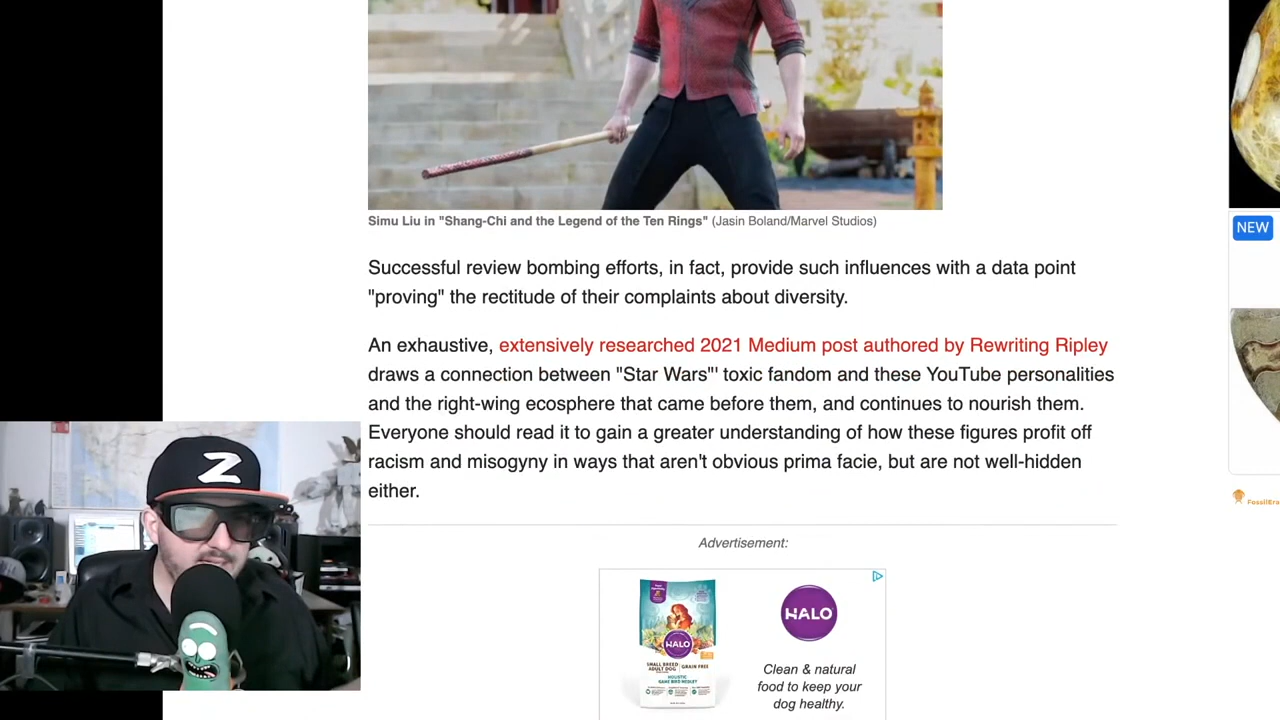 Simu Liu in "Shang-Chi and the Legend of the Ten Rings" (Jasin Boland/Marvel Studios)
Successful review bombing efforts, in fact, provide such influences with a data point
"proving" the rectitude of their complaints about diversity.
An exhaustive, extensively researched 2021 Medium post authored by Rewriting Ripley
draws a connection between "Star Wars"' toxic fandom and these YouTube personalities
and the right-wing ecosphere that came before them, and continues to nourish them.
Everyone should read it to gain a greater understanding of how these figures profit off
racism and misogyny in ways that aren't obvious prima facie, but are not well-hidden
either.
Advertisement:
HALO
Clean & natural
food to keep your
dog healthy.
HALO
SMALL BREED
ADULT DOG
GRAIN FREE
HOLISTIC
GAME BIRD MEDLEY
NEW
FossilEra
Z